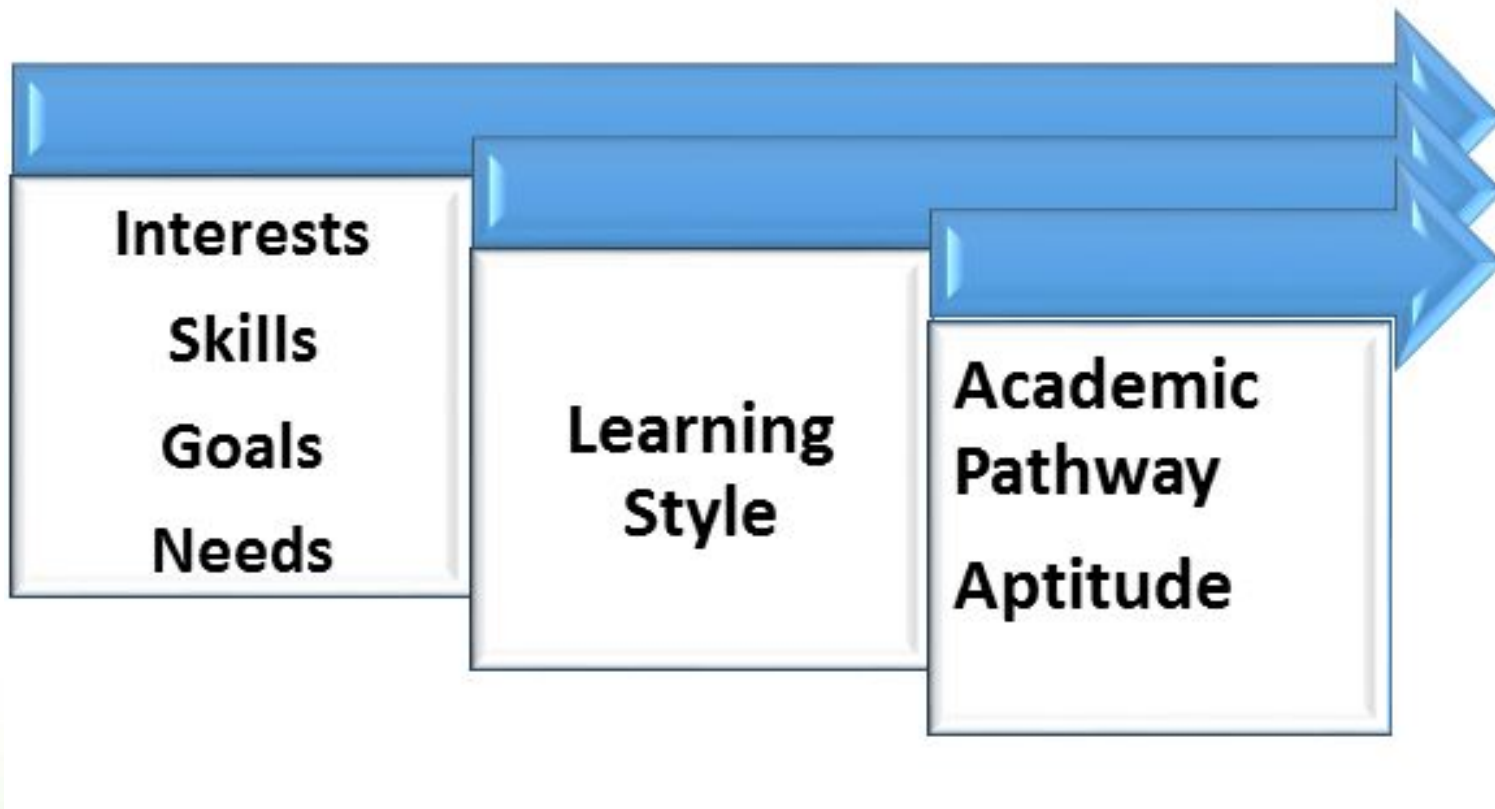 Interests
Skills
Goals
Needs
Learning
Style
Academic
Pathway
Aptitude